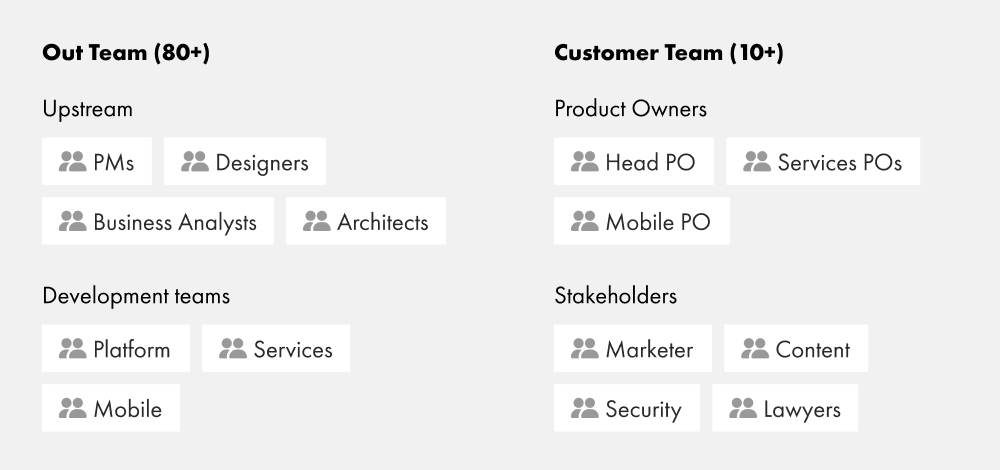 Out Team (80+)
Upstream
PMs
Designers
Business Analysts
Architects
Development teams
Platform
Services
Mobile
Customer Team (10+)
Product Owners
Head PO
Services POs
Mobile PO
Stakeholders
Marketer
Content
Security
Lawyers